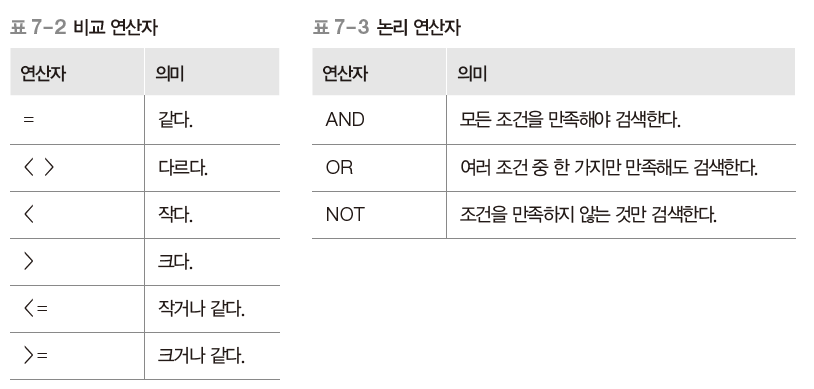 표 7-2 비교 연산자
연산자 의미
= 같다.
< > 다르다.
< 작다.
> 크다.
<= 작거나 같다.
>= 크거나 같다.
표 7-3 논리 연산자
연산자 의미
AND 모든 조건을 만족해야 검색한다.
OR 여러 조건 중 한 가지만 만족해도 검색한다.
NOT 조건을 만족하지 않는 것만 검색한다.